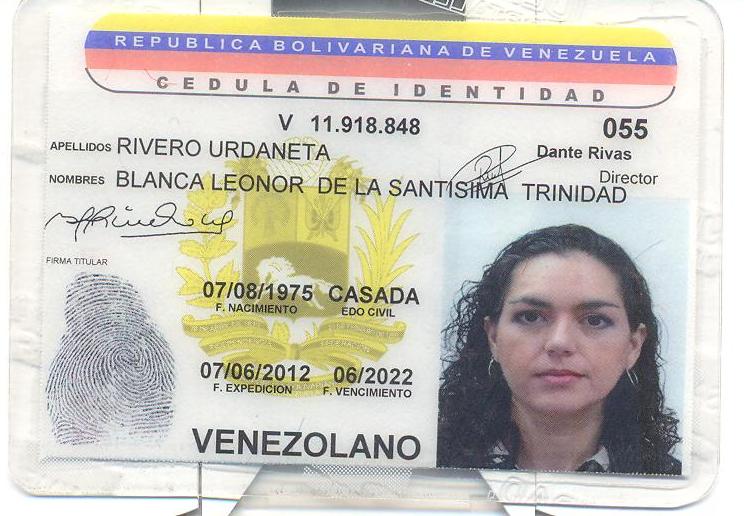 REPUBLICA BOLIVARIANA DE VENEZUELA
CEDULA DE IDENTIDAD
V 11.918.848 055
APELLIDOS RIVERO URDANETA
Dante Rivas
Director
NOMBRES BLANCA LEONOR DE LA SANTISIMA TRINIDAD
FIRMA TITULAR
07/08/1975 CASADA
F. NACIMIENTO EDO CIVIL
07/06/2012 06/2022
F. EXPEDICION F. VENCIMIENTO
VENEZOLANO